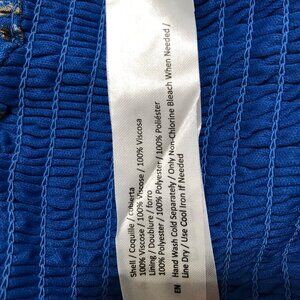 Shell / Coquille / cubierta
100% Viscose / 100% Viscose / 100% Viscosa
Lining / Doublure / forro
100% Polyester / 100% Polyester / 100% Poliéster
EN Hand Wash Cold Separately / Only Non-Chlorine Bleach When Needed /
Line Dry / Use Cool Iron If Needed